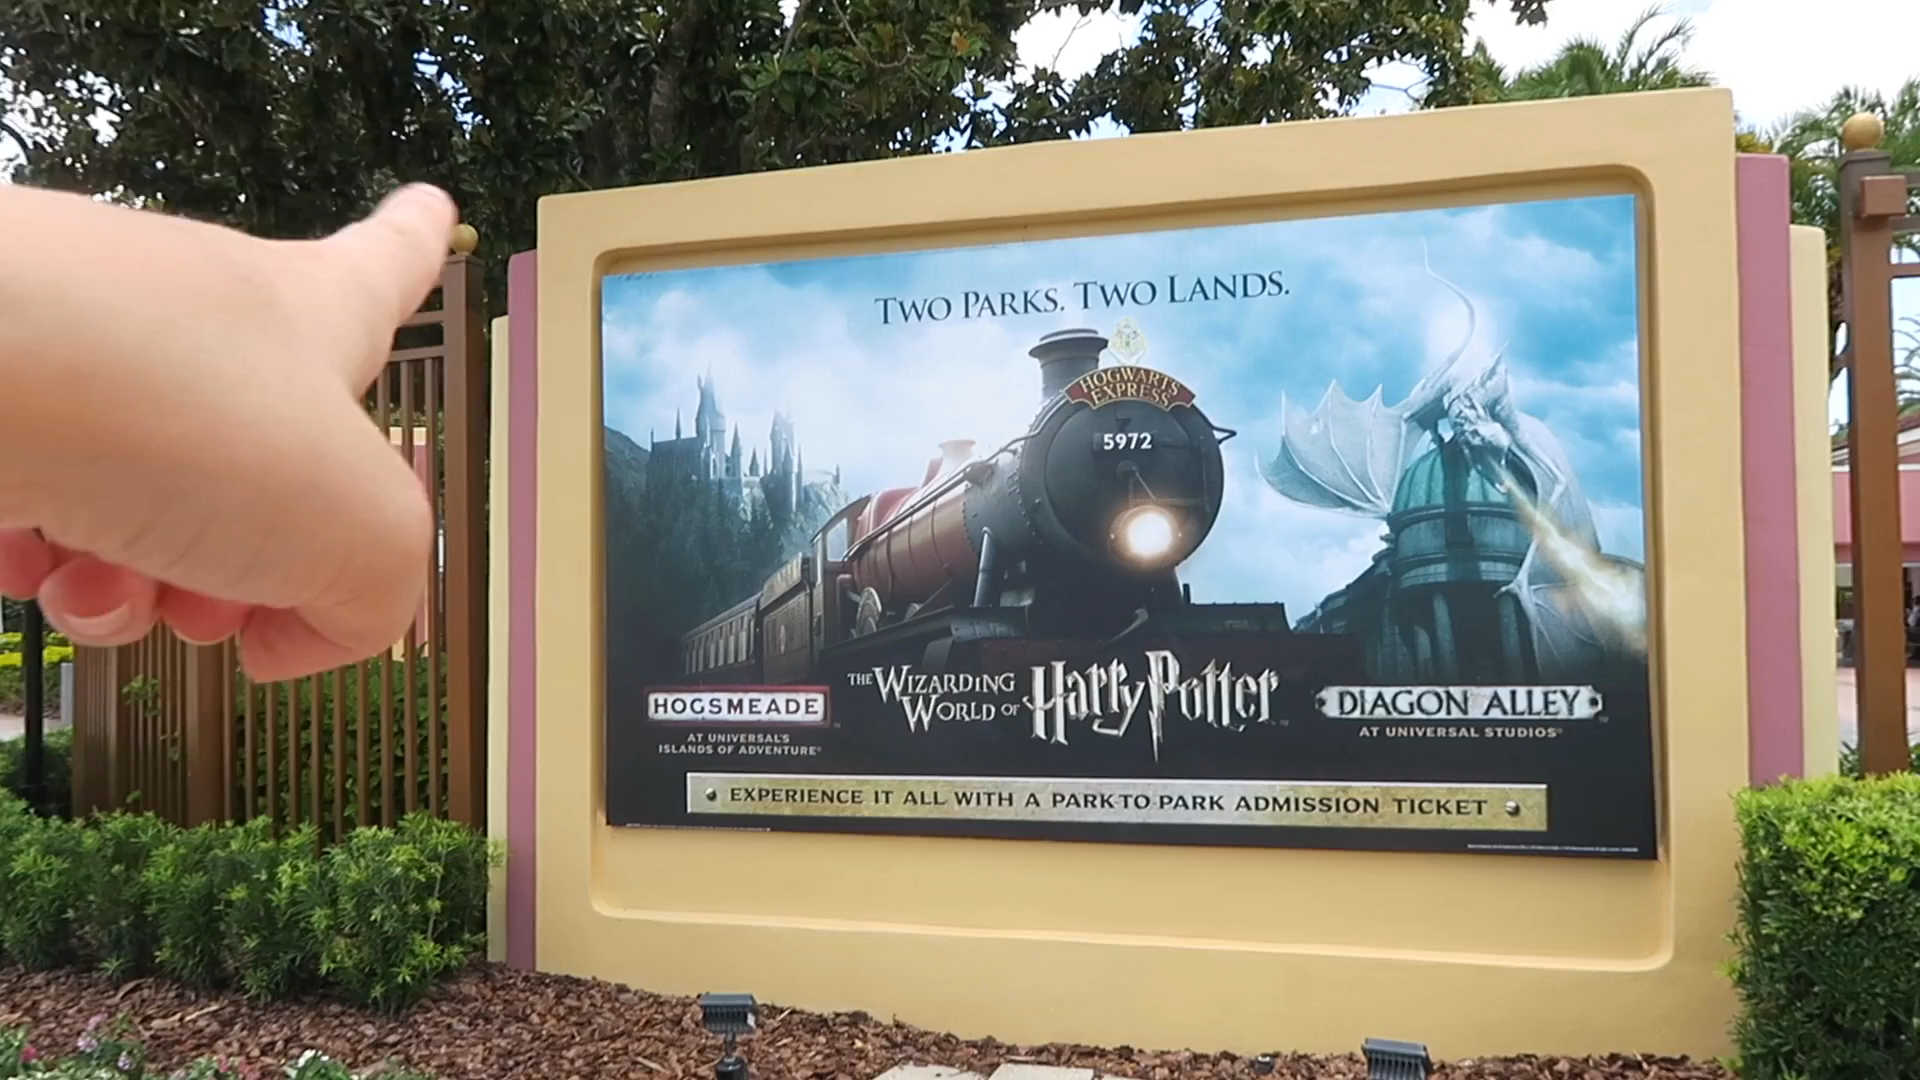 TWO PARKS. TWO LANDS.
HOGWARTS
EXPRESS
5972
HOGSMEADE
AT UNIVERSAL'S
ISLANDS OF ADVENTURE®
THE WIZARDING
WORLD OF
Harry Potter
DIAGON ALLEY
AT UNIVERSAL STUDIOS®
EXPERIENCE IT ALL WITH A PARK-TO-PARK ADMISSION TICKET